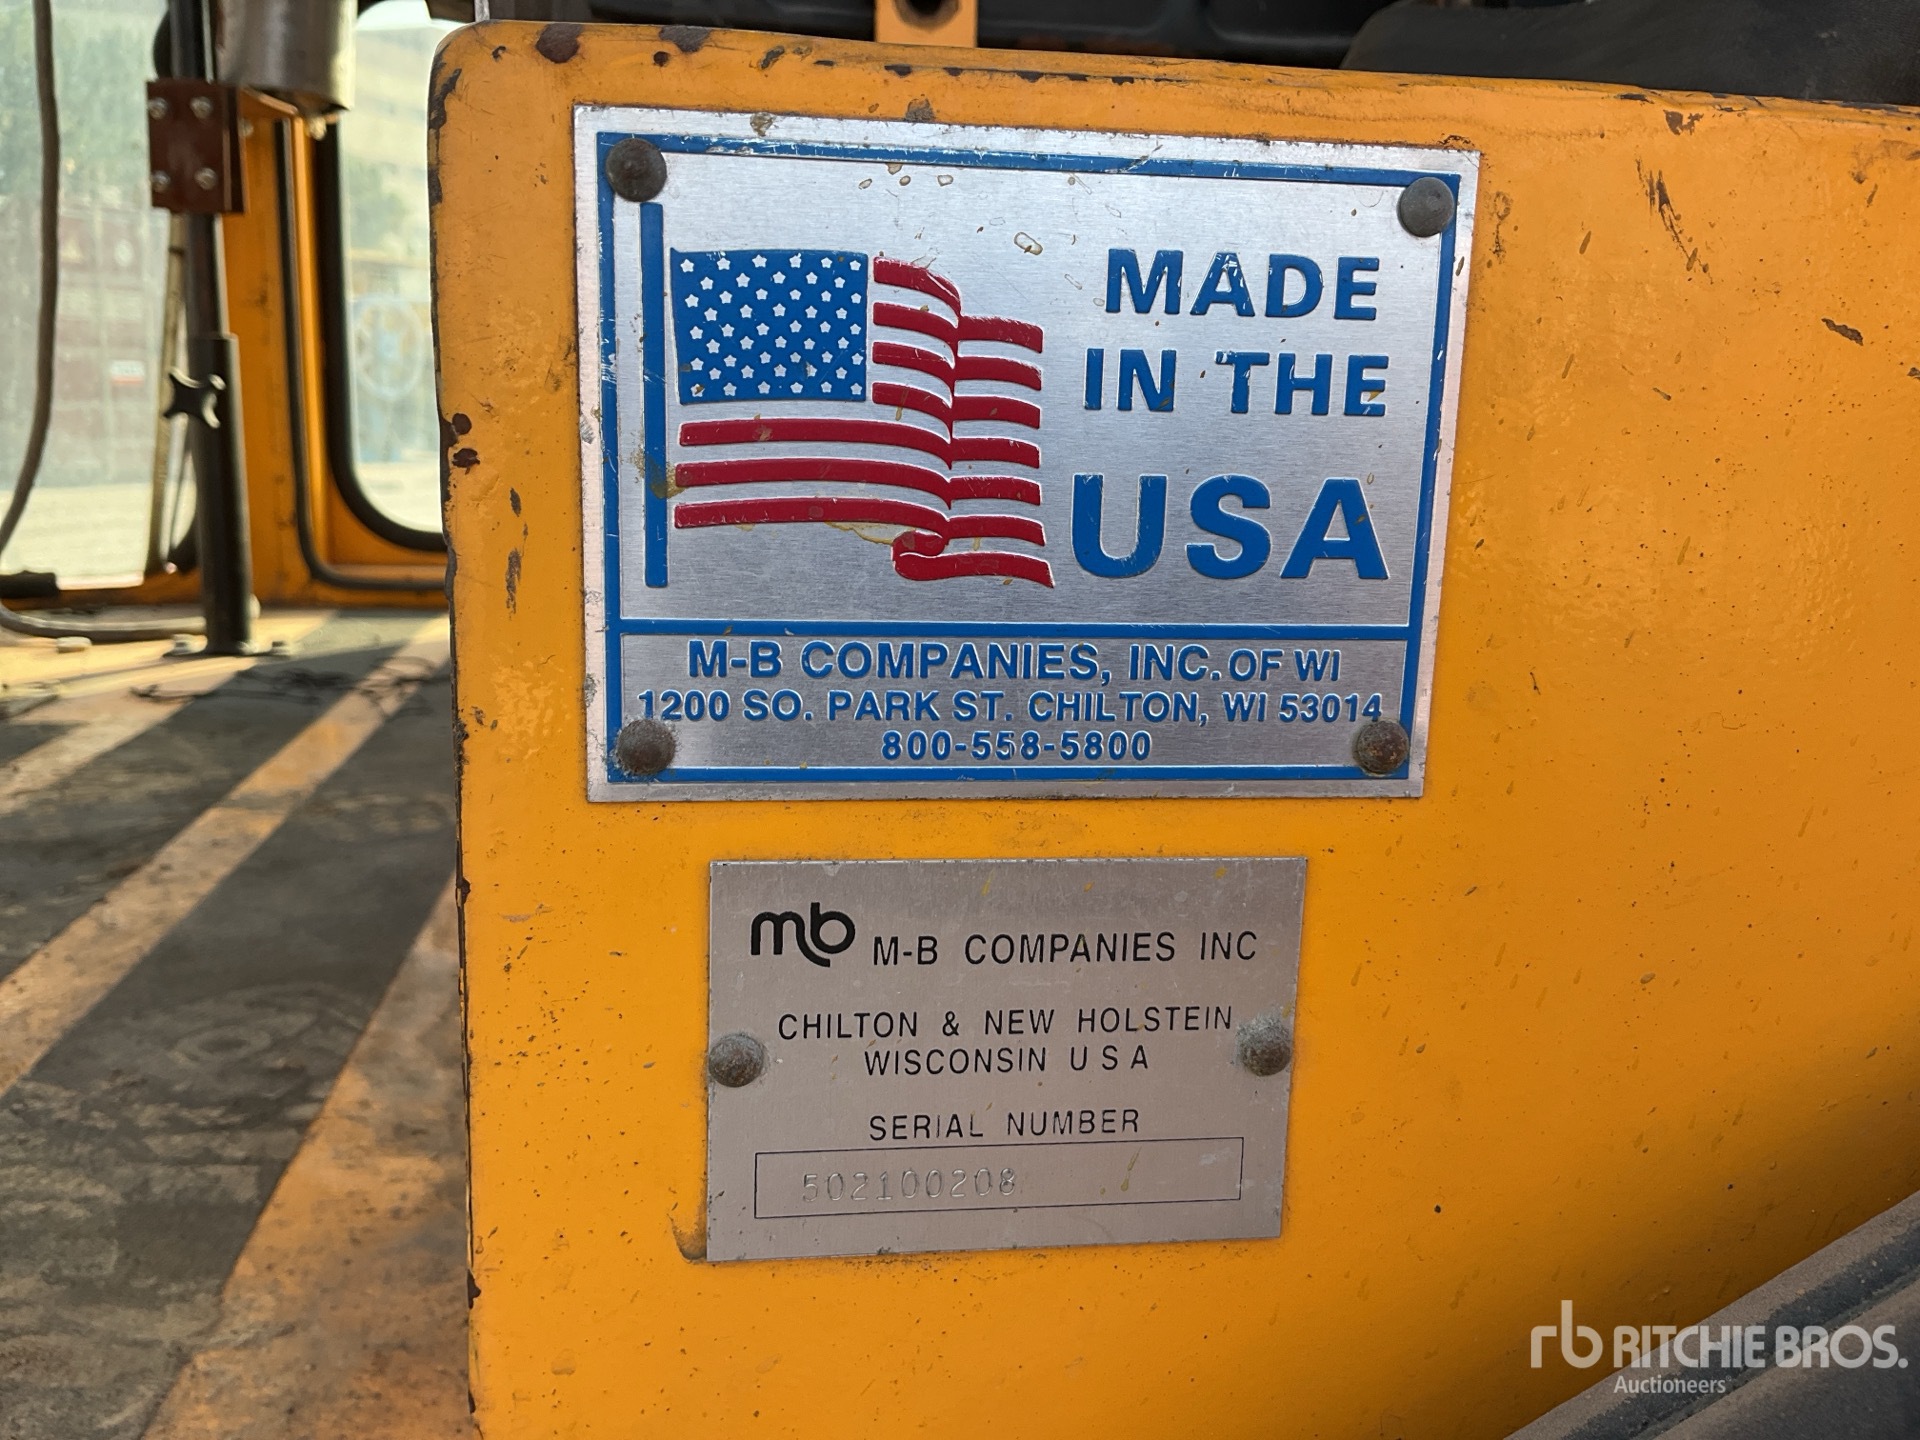 MADE
IN THE
USA
M-B COMPANIES, INC. OF WI
1200 SO. PARK ST. CHILTON, WI 53014
800-558-5800
mb M-B COMPANIES INC
CHILTON & NEW HOLSTEIN
WISCONSIN U S A
SERIAL NUMBER
502100208
rb RITCHIE BROS.
Auctioneers